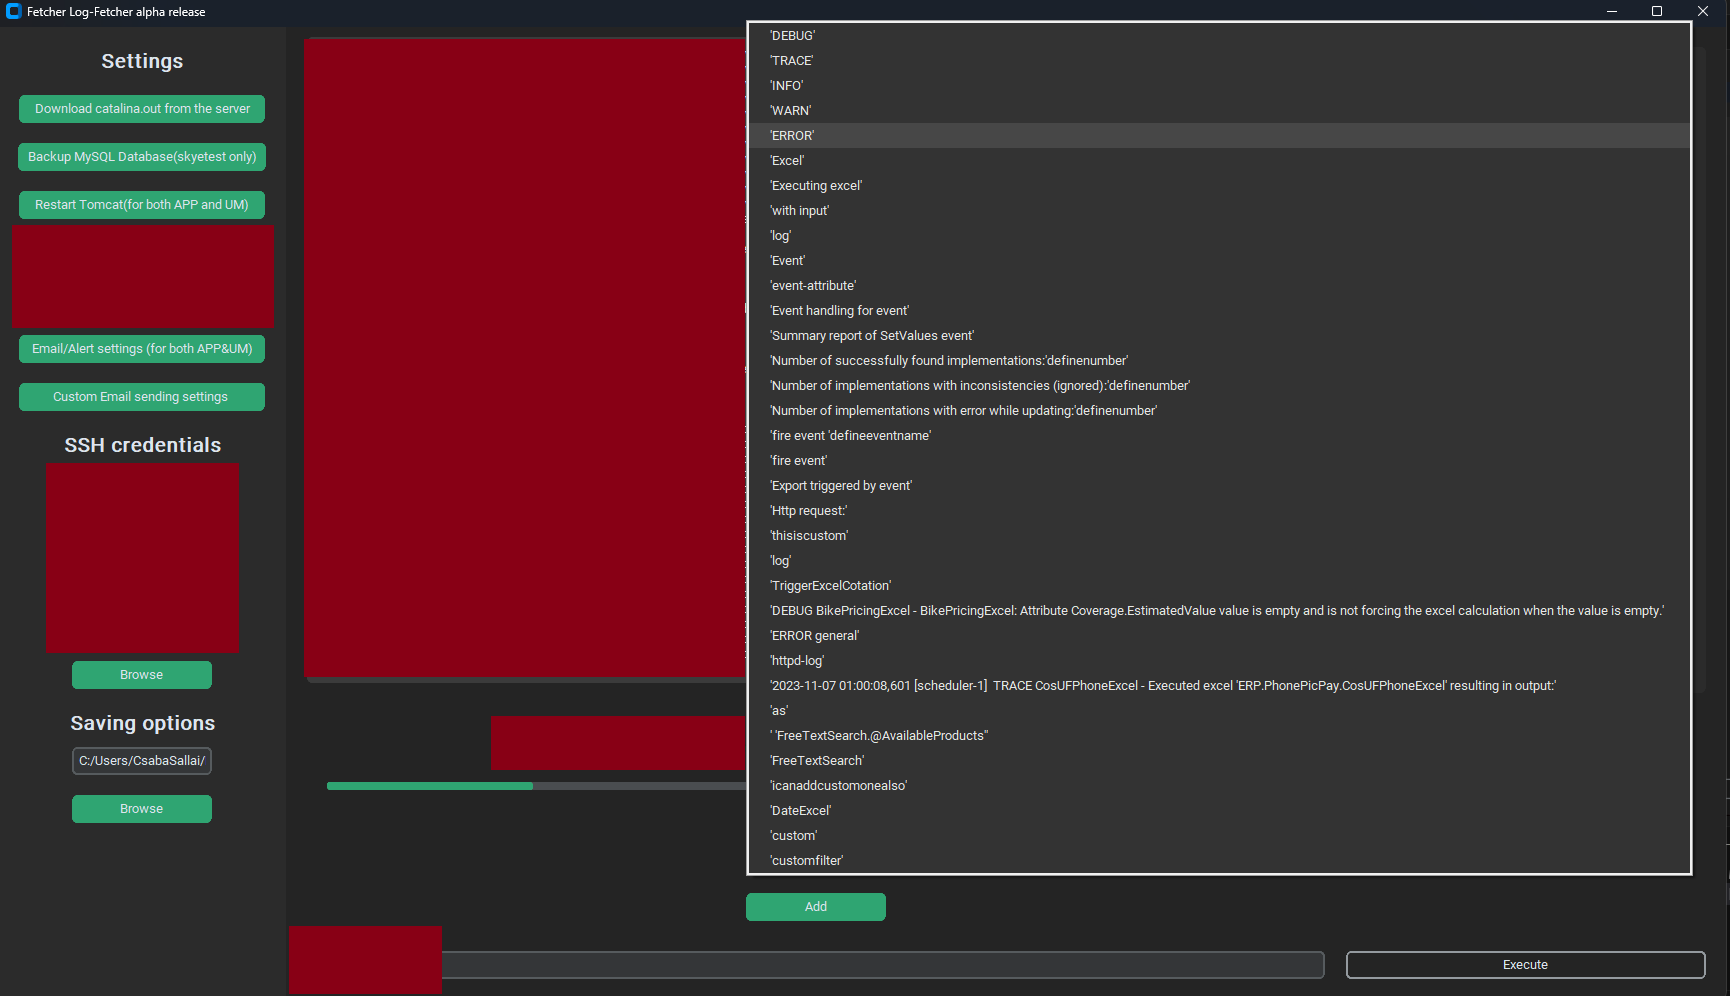 Fetcher Log-Fetcher alpha release
Settings
Download catalina.out from the server
Backup MySQL Database(skyetest only)
Restart Tomcat(for both APP and UM)
Email/Alert settings (for both APP&UM)
Custom Email sending settings
SSH credentials
Browse
Saving options
C:/Users/CsabaSallai/
Browse
'DEBUG'
'TRACE'
'INFO'
'WARN'
'ERROR'
'Excel'
'Executing excel'
'with input'
'log'
'Event'
'event-attribute'
'Event handling for event'
'Summary report of SetValues event'
'Number of successfully found implementations:'definenumber'
'Number of implementations with inconsistencies (ignored):'definenumber'
'Number of implementations with error while updating:'definenumber'
'fire event 'defineeventname'
'fire event'
'Export triggered by event'
'Http request:'
'thisiscustom'
'log'
'TriggerExcelCotation'
'DEBUG BikePricingExcel - BikePricingExcel: Attribute Coverage.EstimatedValue value is empty and is not forcing the excel calculation when the value is empty.'
'ERROR general'
'httpd-log'
'2023-11-07 01:00:08,601 [scheduler-1]  TRACE CosUFPhoneExcel - Executed excel 'ERP.PhonePicPay.CosUFPhoneExcel' resulting in output:'
'as'
' 'FreeTextSearch.@AvailableProducts''
'FreeTextSearch'
'icanaddcustomonealso'
'DateExcel'
'custom'
'customfilter'
Add
Execute